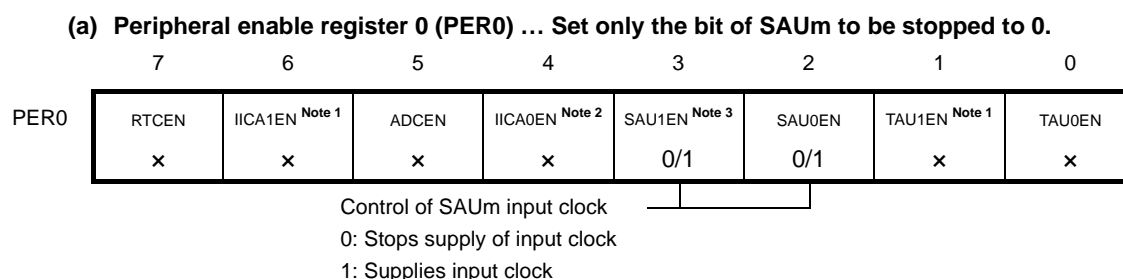 (a) Peripheral enable register 0 (PER0) … Set only the bit of SAUm to be stopped to 0.
7 6 5 4 3 2 1 0
PER0 RTCEN IICA1EN Note 1 ADCEN IICA0EN Note 2 SAU1EN Note 3 SAU0EN TAU1EN Note 1 TAU0EN
× × × × 0/1 0/1 × ×
Control of SAUm input clock
0: Stops supply of input clock
1: Supplies input clock